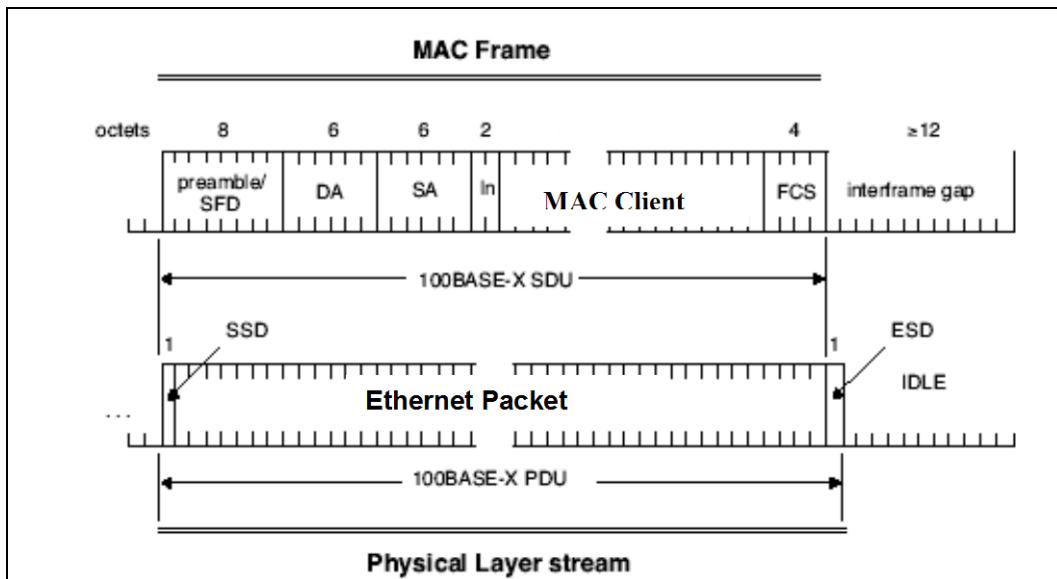 MAC Frame
octets 8 6 6 2 4 ≥12
preamble/
SFD
DA
SA
ln
MAC Client
FCS
interframe gap
100BASE-X SDU
1
SSD
1
ESD
Ethernet Packet
IDLE
. . .
100BASE-X PDU
Physical Layer stream